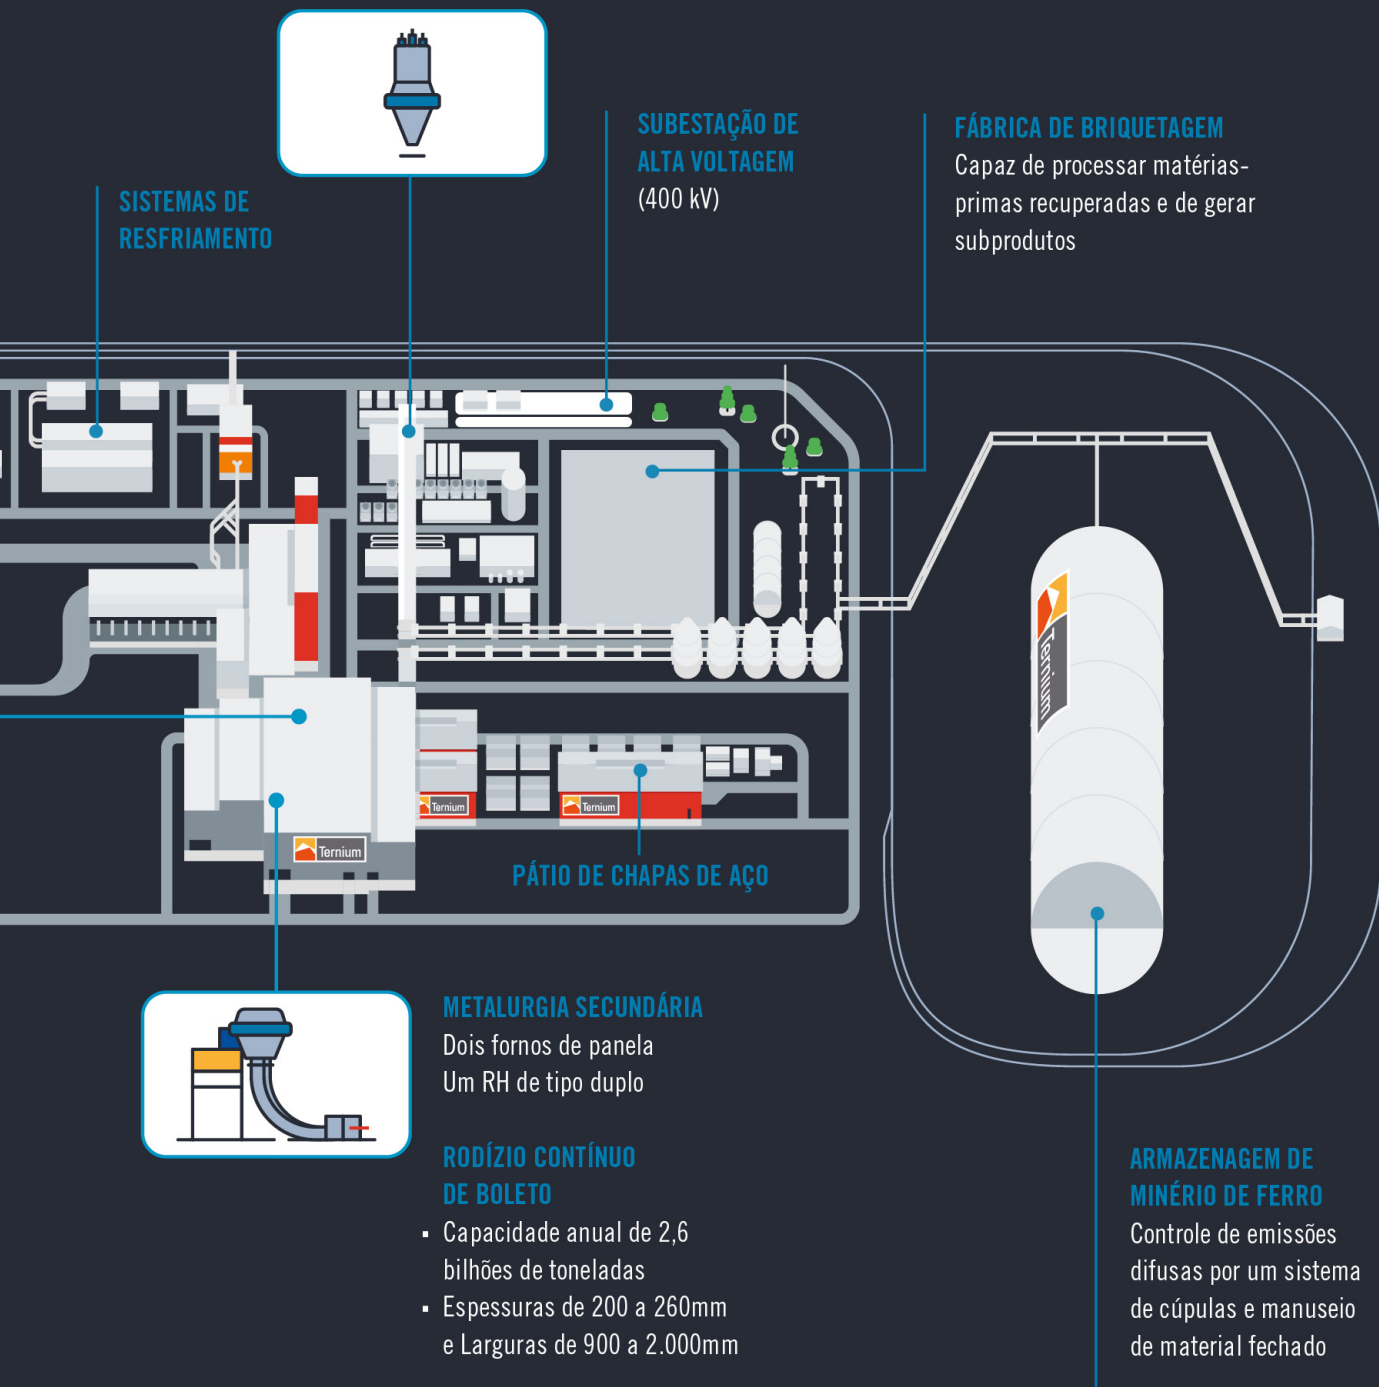 SUBESTAÇÃO DE
ALTA VOLTAGEM
(400 kV)
FÁBRICA DE BRIQUETAGEM
Capaz de processar matérias-
primas recuperadas e de gerar
subprodutos
SISTEMAS DE
RESFRIAMENTO
Ternium
Ternium
Ternium
Ternium
PÁTIO DE CHAPAS DE AÇO
METALURGIA SECUNDÁRIA
Dois fornos de panela
Um RH de tipo duplo
RODÍZIO CONTÍNUO
DE BOLETO
▪ Capacidade anual de 2,6
bilhões de toneladas
▪ Espessuras de 200 a 260mm
e Larguras de 900 a 2.000mm
ARMAZENAGEM DE
MINÉRIO DE FERRO
Controle de emissões
difusas por um sistema
de cúpulas e manuseio
de material fechado